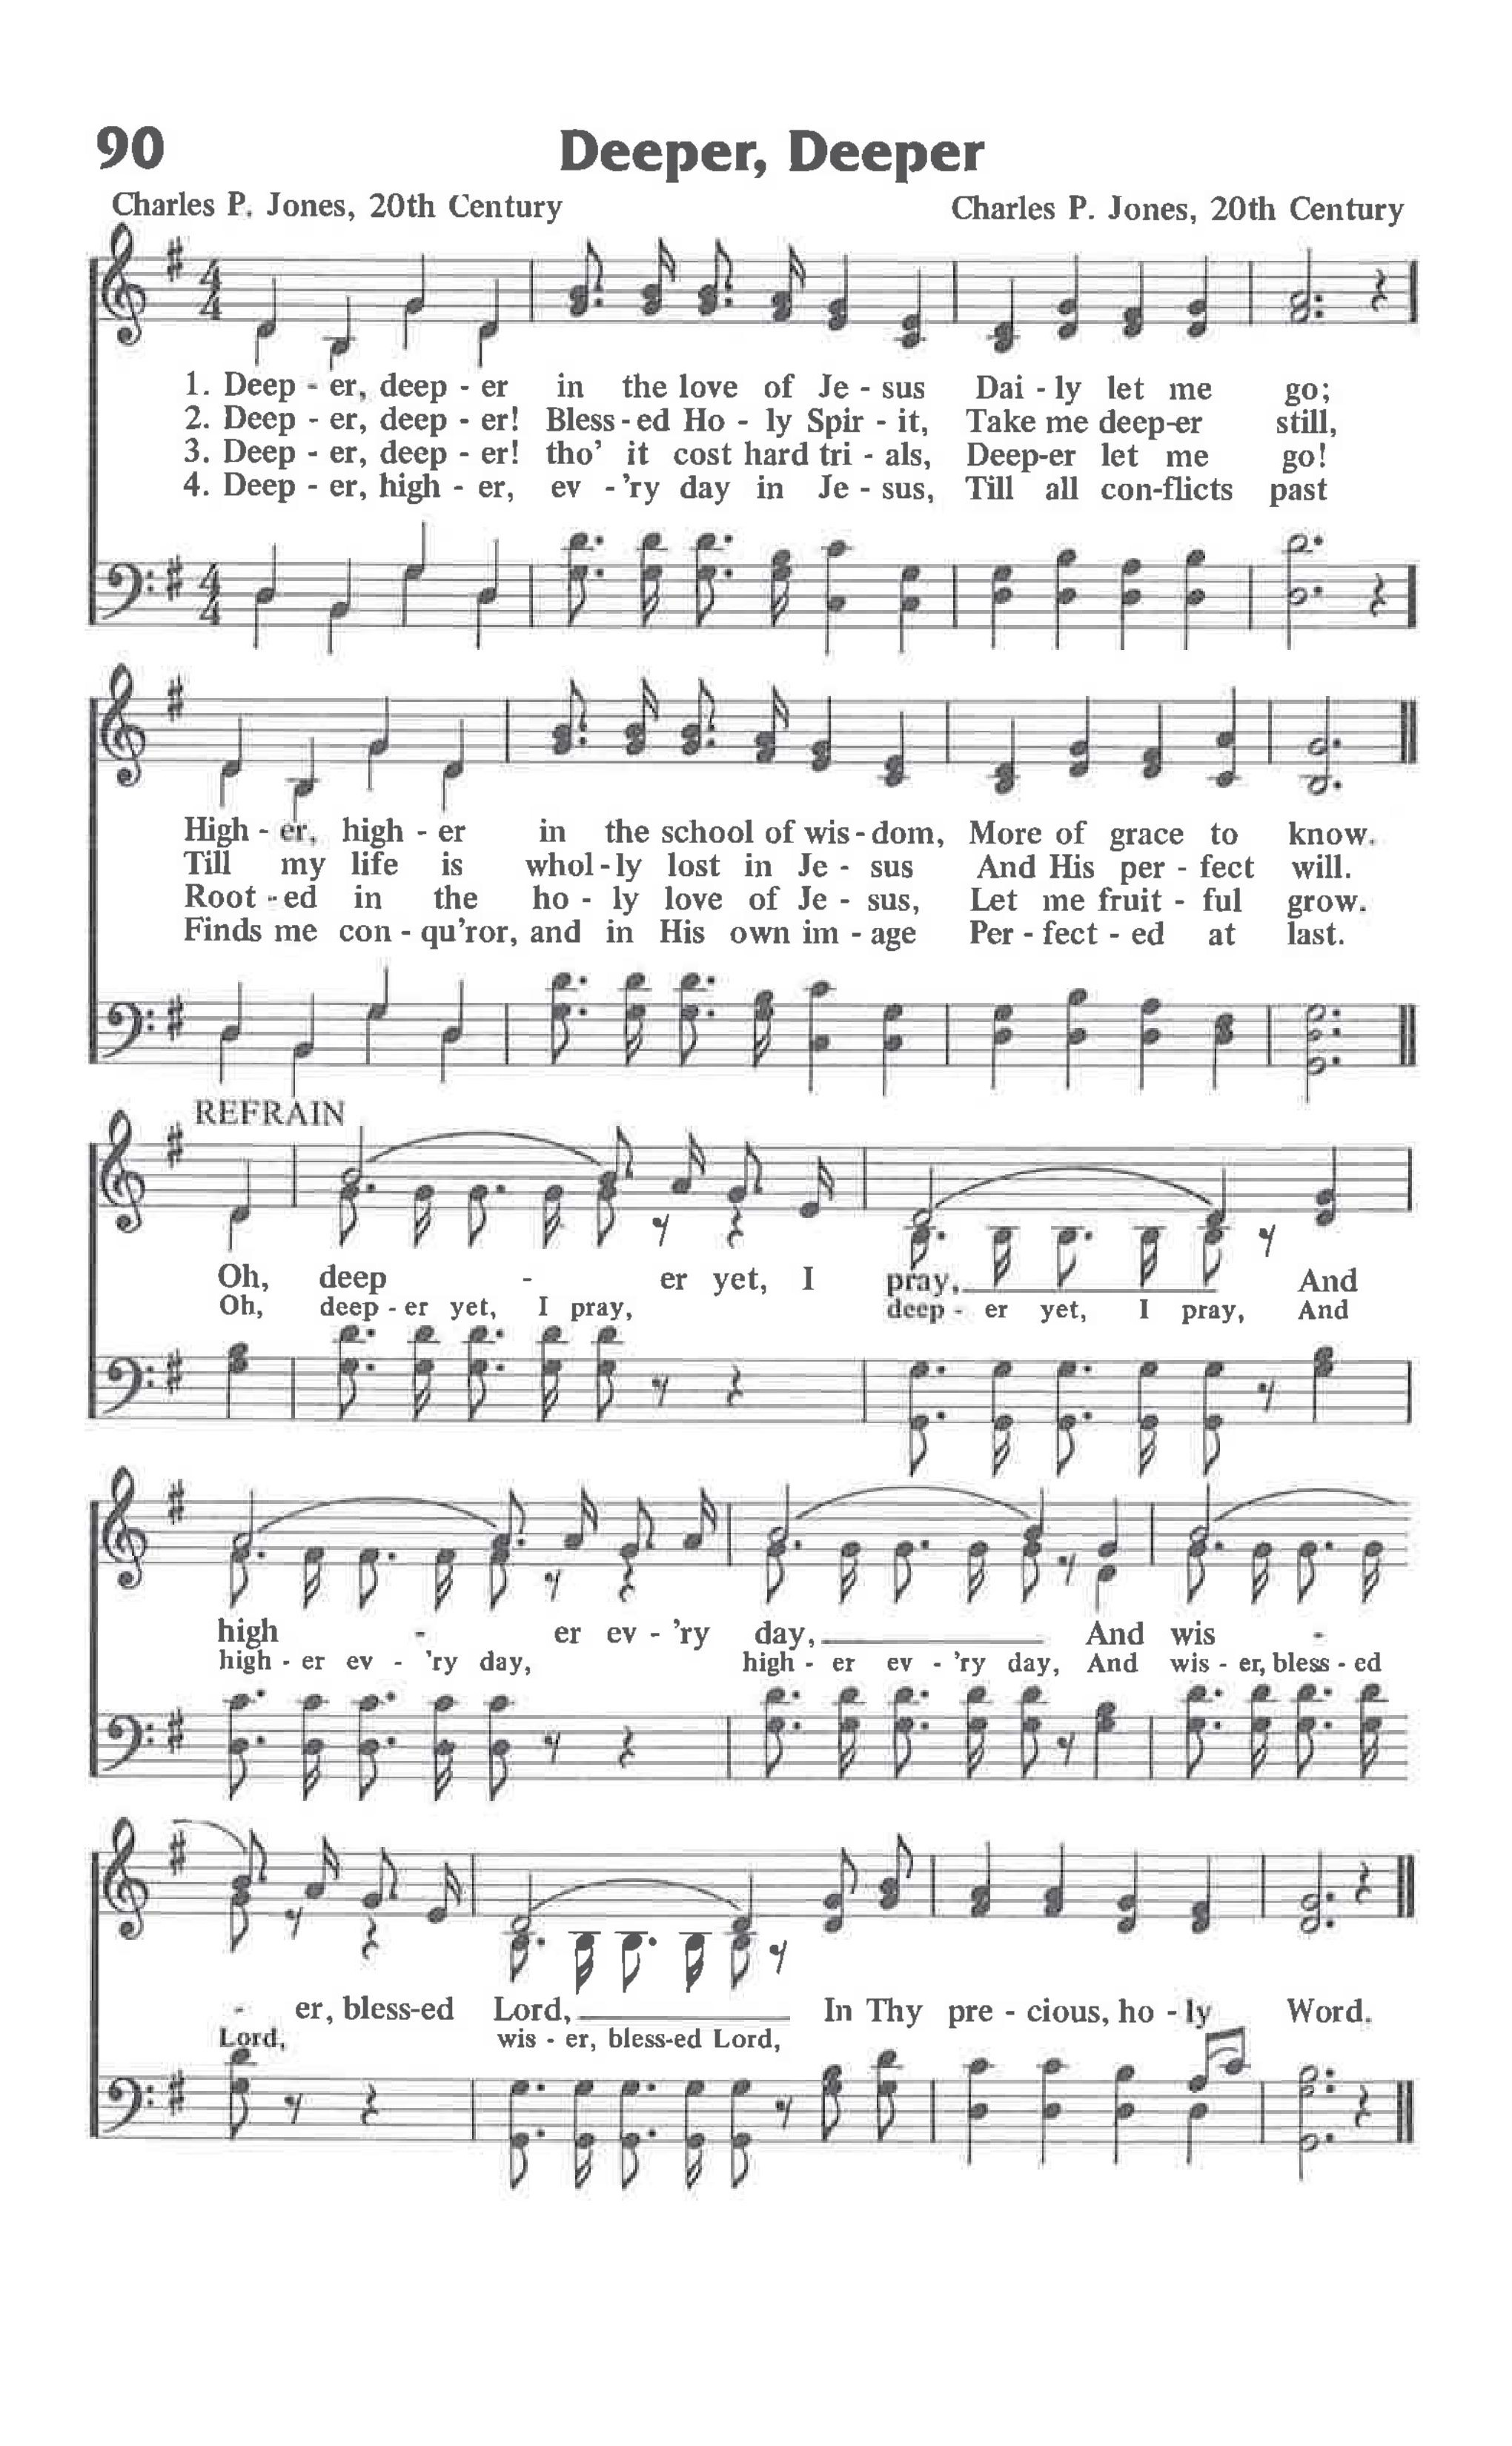 90
Deeper, Deeper
Charles P. Jones, 20th Century
Charles P. Jones, 20th Century
1. Deep - er, deep - er in the love of Je - sus Dai - ly let me go;
2. Deep - er, deep - er! Bless - ed Ho - ly Spir - it, Take me deep-er still,
3. Deep - er, deep - er! tho' it cost hard tri - als, Deep-er let me go!
4. Deep - er, high - er, ev - 'ry day in Je - sus, Till all con-flicts past
High - er, high - er in the school of wis - dom, More of grace to know.
Till my life is whol - ly lost in Je - sus And His per - fect will.
Root - ed in the ho - ly love of Je - sus, Let me fruit - ful grow.
Finds me con - qu'ror, and in His own im - age Per - fect - ed at last.
REFRAIN
Oh, deep - er yet, I pray, And
Oh, deep - er yet, I pray, deep - er yet, I pray, And
high - er ev - 'ry day, And wis -
high - er ev - 'ry day, high - er ev - 'ry day, And wis - er, bless - ed
- er, bless-ed Lord, In Thy pre - cious, ho - ly Word.
Lord, wis - er, bless-ed Lord,